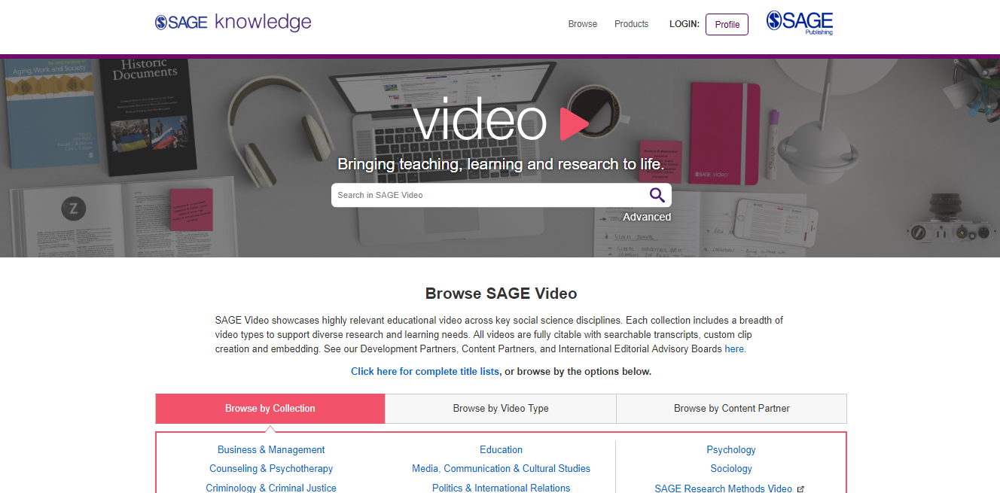 SAGE knowledge
Browse
Products
LOGIN:
Profile
SAGE
Publishing
Aging, Work and Society
Historic
Documents
video
Bringing teaching, learning and research to life.
Search in SAGE Video
Advanced
Z
SAGE video
Browse SAGE Video
SAGE Video showcases highly relevant educational video across key social science disciplines. Each collection includes a breadth of
video types to support diverse research and learning needs. All videos are fully citable with searchable transcripts, custom clip
creation and embedding. See our Development Partners, Content Partners, and International Editorial Advisory Boards here.
Click here for complete title lists, or browse by the options below.
Browse by Collection
Browse by Video Type
Browse by Content Partner
Business & Management
Education
Psychology
Counseling & Psychotherapy
Media, Communication & Cultural Studies
Sociology
Criminology & Criminal Justice
Politics & International Relations
SAGE Research Methods Video